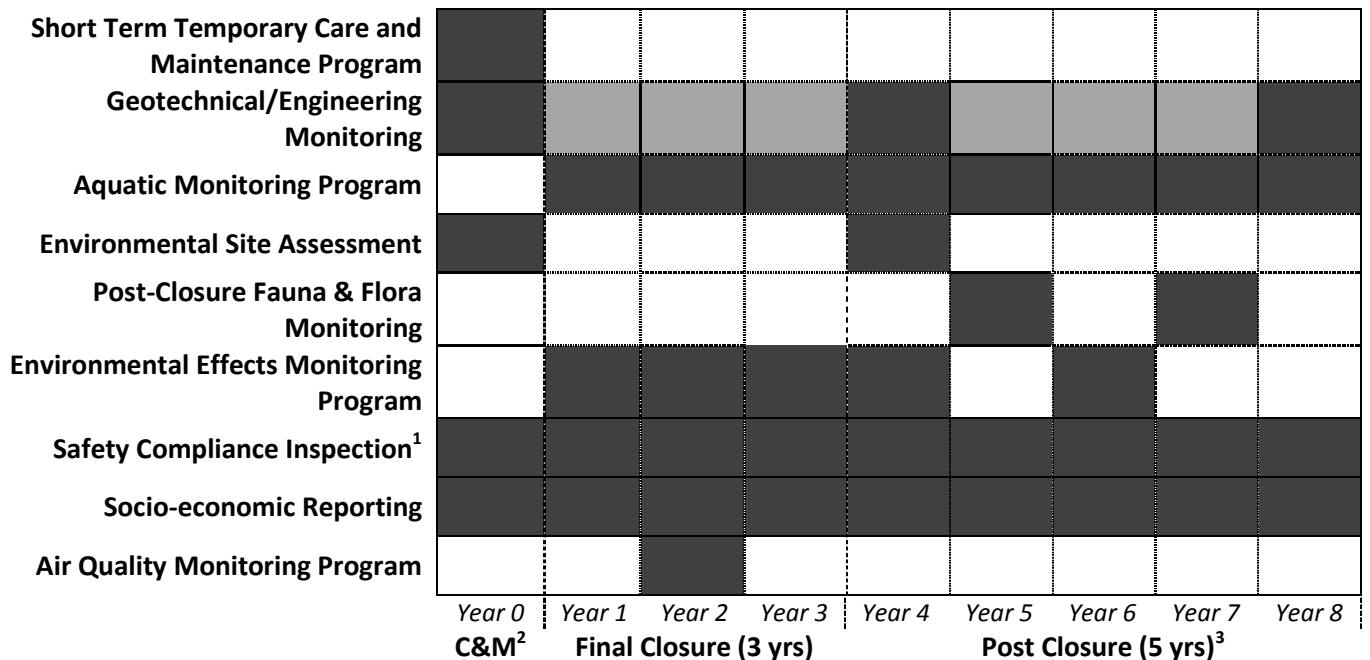 Short Term Temporary Care and
Maintenance Program
Geotechnical/Engineering
Monitoring
Aquatic Monitoring Program
Environmental Site Assessment
Post-Closure Fauna & Flora
Monitoring
Environmental Effects Monitoring
Program
Safety Compliance Inspection¹
Socio-economic Reporting
Air Quality Monitoring Program
Year 0 Year 1 Year 2 Year 3 Year 4 Year 5 Year 6 Year 7 Year 8
C&M² Final Closure (3 yrs) Post Closure (5 yrs)³